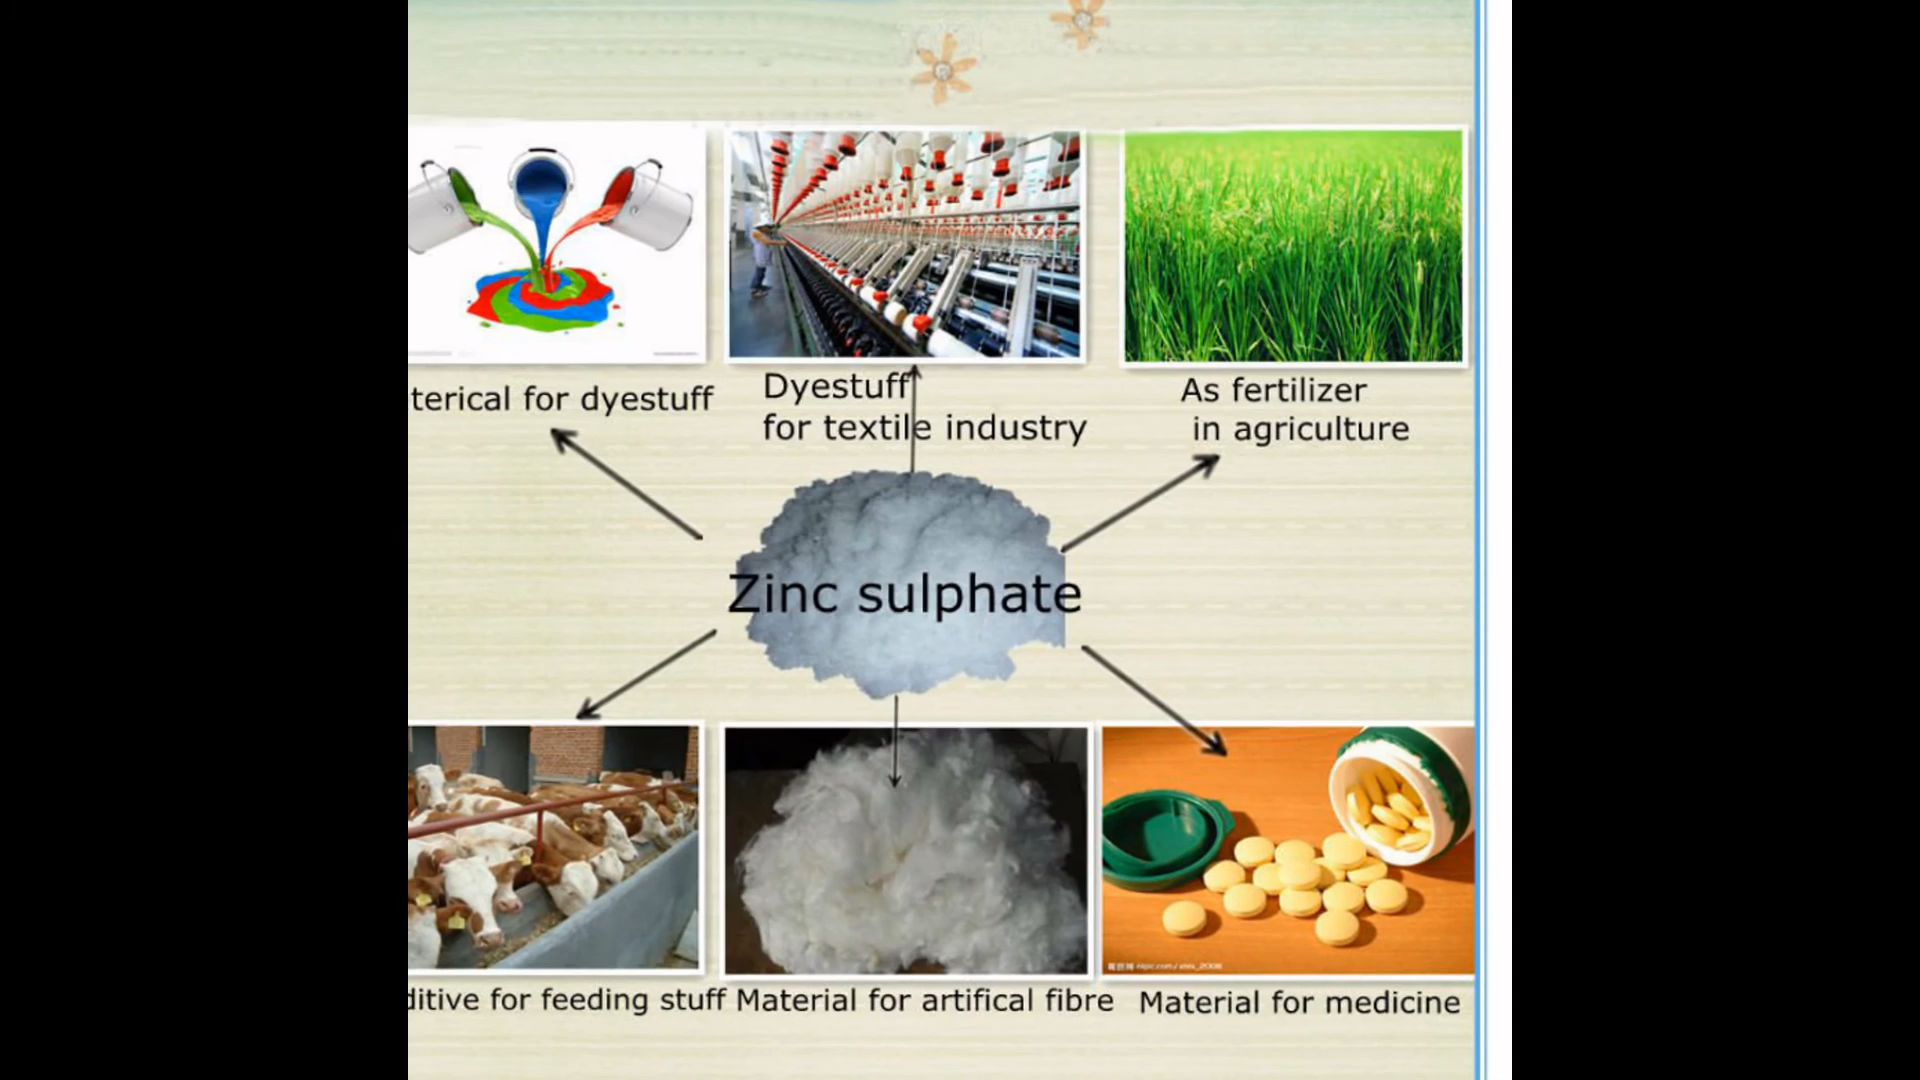 terical for dyestuff
Dyestuff
for textile industry
As fertilizer
in agriculture
Zinc sulphate
ditive for feeding stuff
Material for artifical fibre
Material for medicine